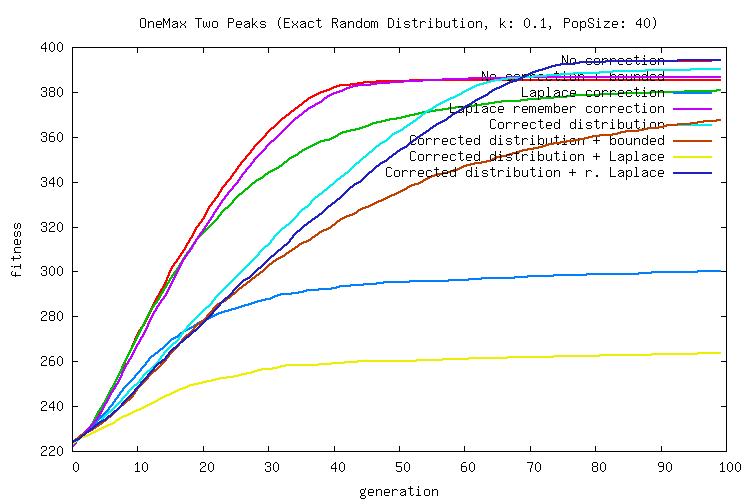 OneMax Two Peaks (Exact Random Distribution, k: 0.1, PopSize: 40)
400
380
360
340
320
300
280
260
240
220
fitness
No correction
No correction + bounded
Laplace correction
Laplace remember correction
Corrected distribution
Corrected distribution + bounded
Corrected distribution + Laplace
Corrected distribution + r. Laplace
0 10 20 30 40 50 60 70 80 90 100
generation